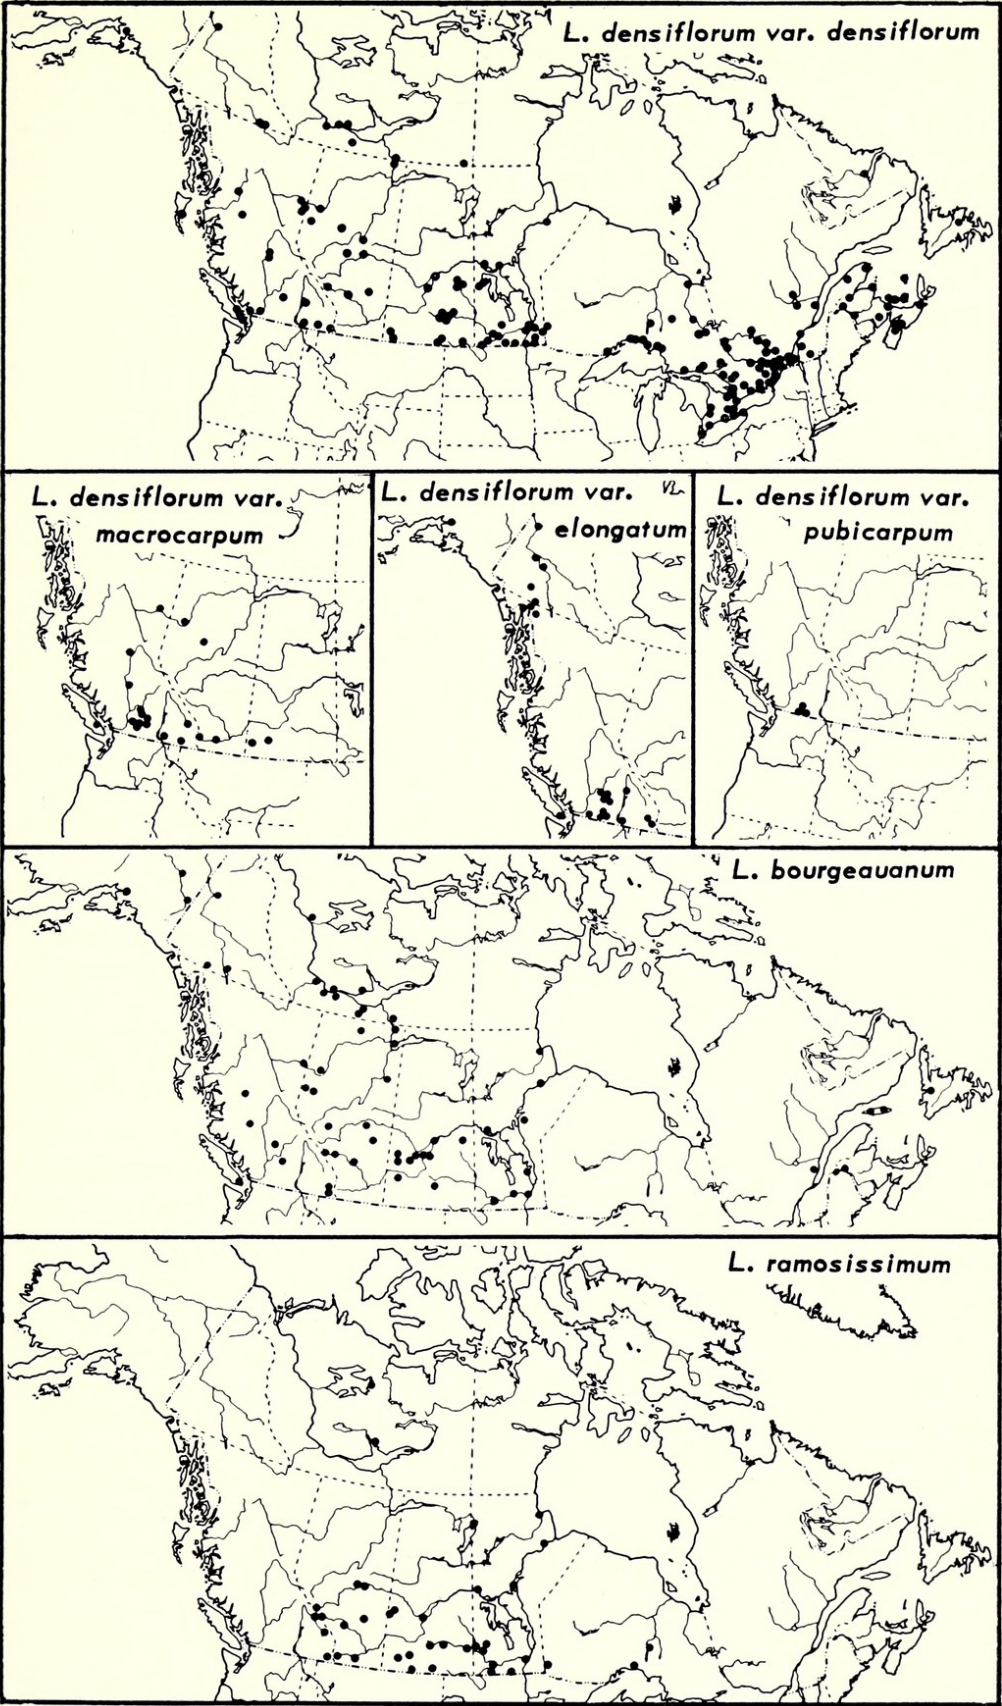 L. densiflorum var. densiflorum
L. densiflorum var.
macrocarpum
L. densiflorum var.
elongatum
L. densiflorum var.
pubicarpum
L. bourgeauanum
L. ramosissimum